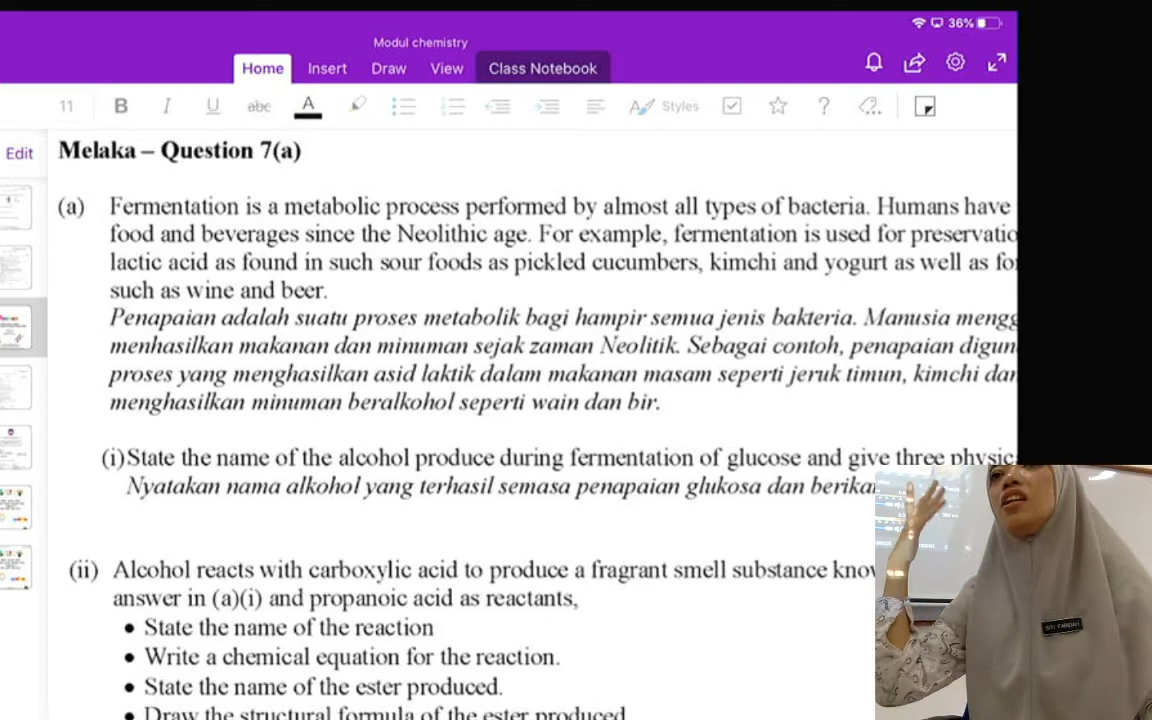 36%
Modul chemistry
Home Insert Draw View Class Notebook
11 B I U abc A Styles ?
Edit
Melaka – Question 7(a)
(a) Fermentation is a metabolic process performed by almost all types of bacteria. Humans have
food and beverages since the Neolithic age. For example, fermentation is used for preservatio
lactic acid as found in such sour foods as pickled cucumbers, kimchi and yogurt as well as fo
such as wine and beer.
Penapaian adalah suatu proses metabolik bagi hampir semua jenis bakteria. Manusia mengg
menhasilkan makanan dan minuman sejak zaman Neolitik. Sebagai contoh, penapaian digun
proses yang menghasilkan asid laktik dalam makanan masam seperti jeruk timun, kimchi dan
menghasilkan minuman beralkohol seperti wain dan bir.
(i) State the name of the alcohol produce during fermentation of glucose and give three physic
Nyatakan nama alkohol yang terhasil semasa penapaian glukosa dan berika
(ii) Alcohol reacts with carboxylic acid to produce a fragrant smell substance know
answer in (a)(i) and propanoic acid as reactants,
• State the name of the reaction
• Write a chemical equation for the reaction.
• State the name of the ester produced.
• Draw the structural formula of the ester produced
SITI FARIDAH